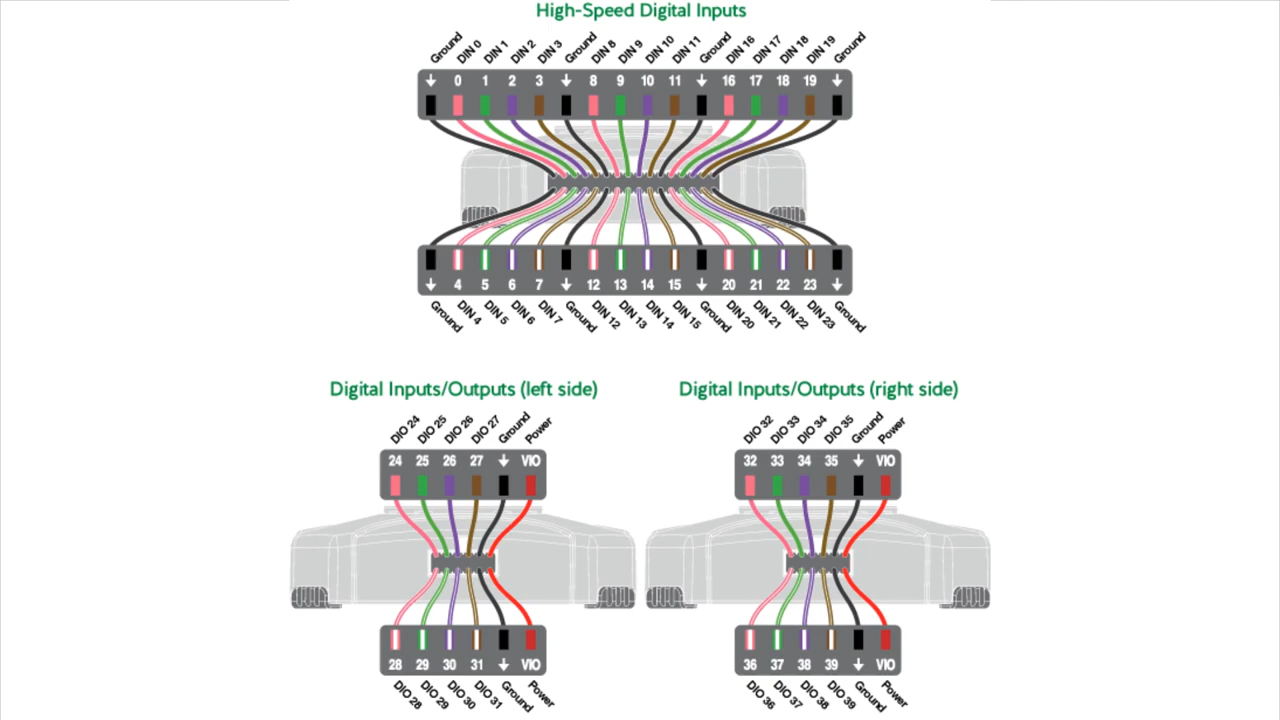 High-Speed Digital Inputs
Ground DIN 0 DIN 1 DIN 2 DIN 3 Ground DIN 8 DIN 9 DIN 10 DIN 11 Ground DIN 16 DIN 17 DIN 18 DIN 19 Ground
0 1 2 3 8 9 10 11 16 17 18 19
4 5 6 7 12 13 14 15 20 21 22 23
Ground DIN 4 DIN 5 DIN 6 DIN 7 Ground DIN 12 DIN 13 DIN 14 DIN 15 Ground DIN 20 DIN 21 DIN 22 DIN 23 Ground
Digital Inputs/Outputs (left side)
DIO 24 DIO 25 DIO 26 DIO 27 Ground Power
24 25 26 27 VIO
28 29 30 31 VIO
DIO 28 DIO 29 DIO 30 DIO 31 Ground Power
Digital Inputs/Outputs (right side)
DIO 32 DIO 33 DIO 34 DIO 35 Ground Power
32 33 34 35 VIO
36 37 38 39 VIO
DIO 36 DIO 37 DIO 38 DIO 39 Ground Power